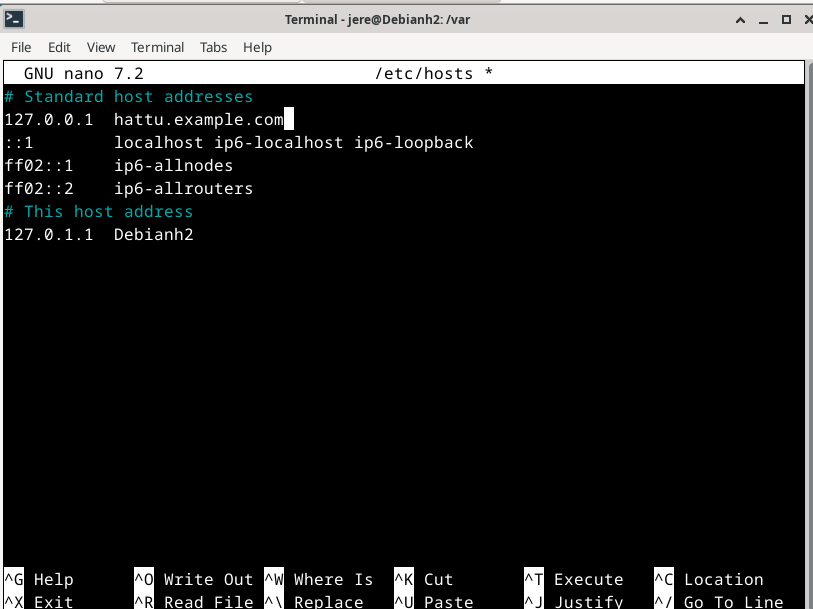 Terminal - jere@Debianh2: /var
File Edit View Terminal Tabs Help
GNU nano 7.2 /etc/hosts *
# Standard host addresses
127.0.0.1 hattu.example.com
::1 localhost ip6-localhost ip6-loopback
ff02::1 ip6-allnodes
ff02::2 ip6-allrouters
# This host address
127.0.1.1 Debianh2
^G Help ^O Write Out ^W Where Is ^K Cut ^T Execute ^C Location
^X Exit ^R Read File ^\ Replace ^U Paste ^J Justify ^/ Go To Line